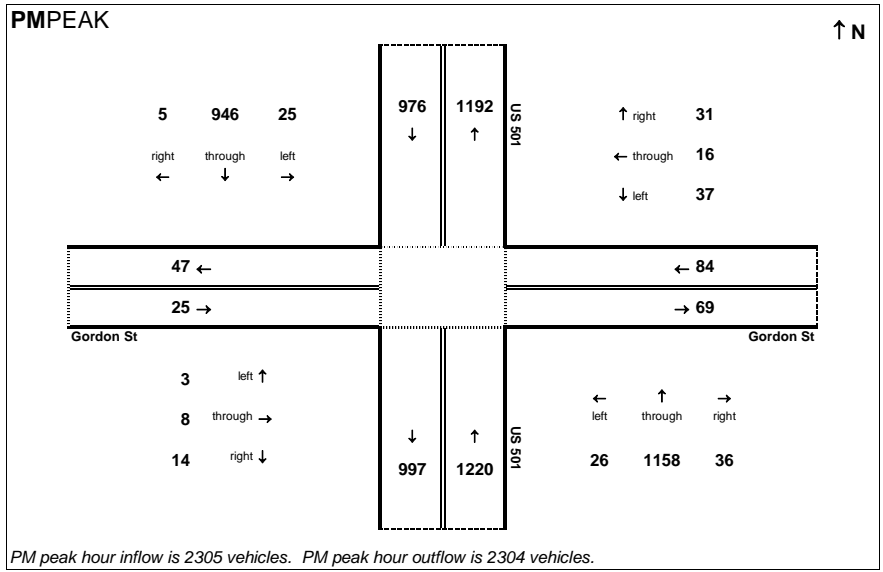 PMPEAK
↑ N
5 946 25
right through left
← ↓ →
976 1192
↓ ↑
US 501
↑ right 31
← through 16
↓ left 37
47 ←
25 →
← 84
→ 69
Gordon St
Gordon St
3 left ↑
8 through →
14 right ↓
↓ ↑
997 1220
US 501
← ↑ →
left through right
26 1158 36
PM peak hour inflow is 2305 vehicles. PM peak hour outflow is 2304 vehicles.